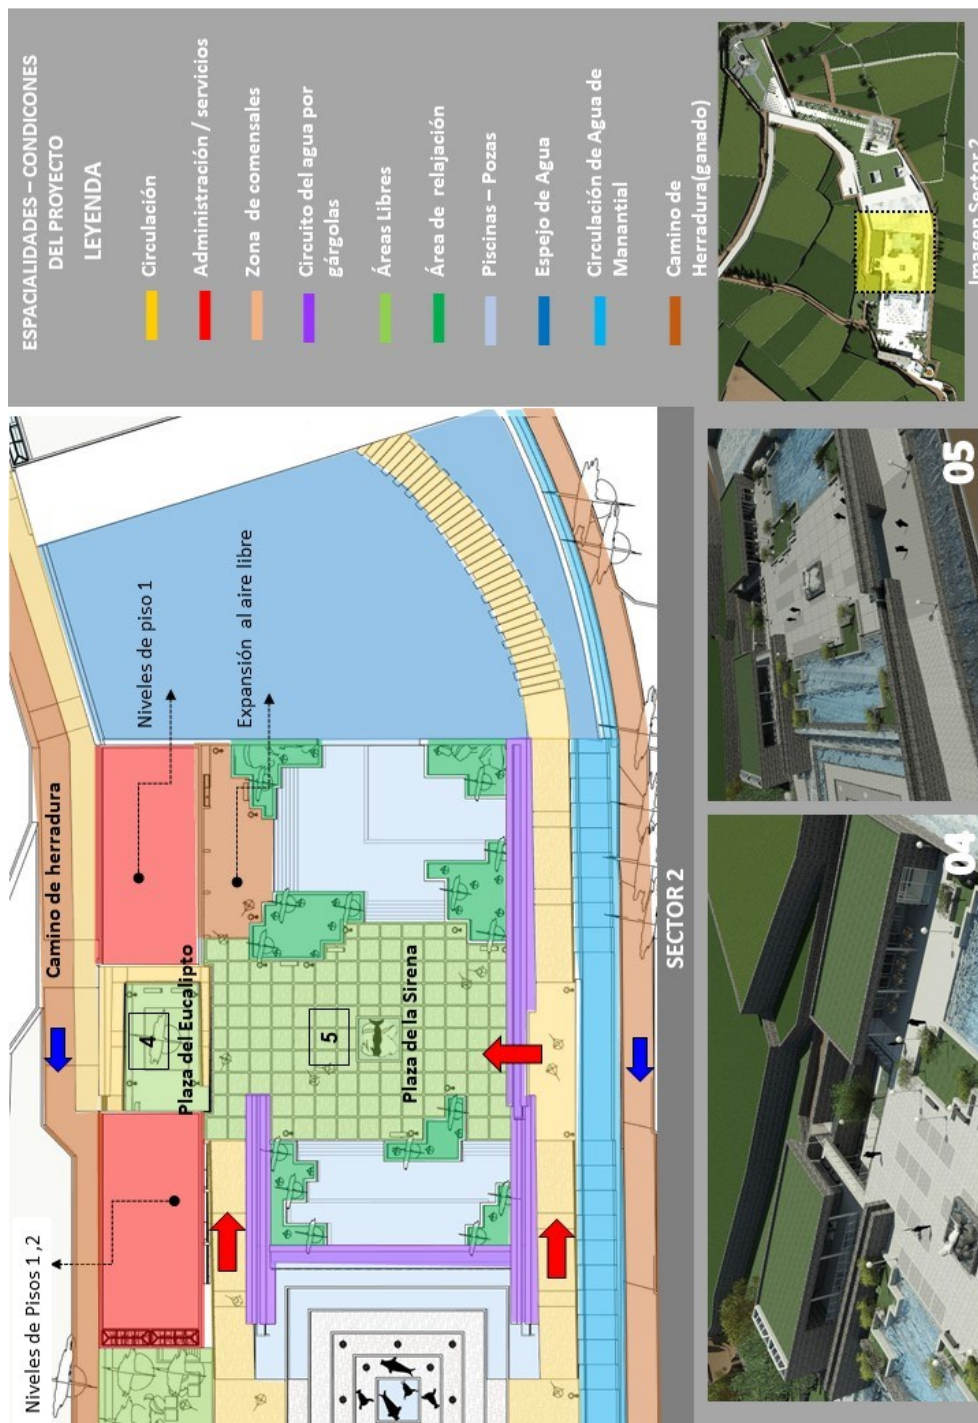 ESPACIALIDADES – CONDICONES
DEL PROYECTO
LEYENDA
Circulación
Administración / servicios
Zona de comensales
Circuito del agua por
gárgolas
Áreas Libres
Área de relajación
Piscinas – Pozas
Espejo de Agua
Circulación de Agua de
Manantial
Camino de
Herradura(ganado)
Imagen Sector 2
Niveles de Pisos 1 ,2
Camino de herradura
Niveles de piso 1
Expansión al aire libre
4
Plaza del Eucalipto
5
Plaza de la Sirena
SECTOR 2
04
05